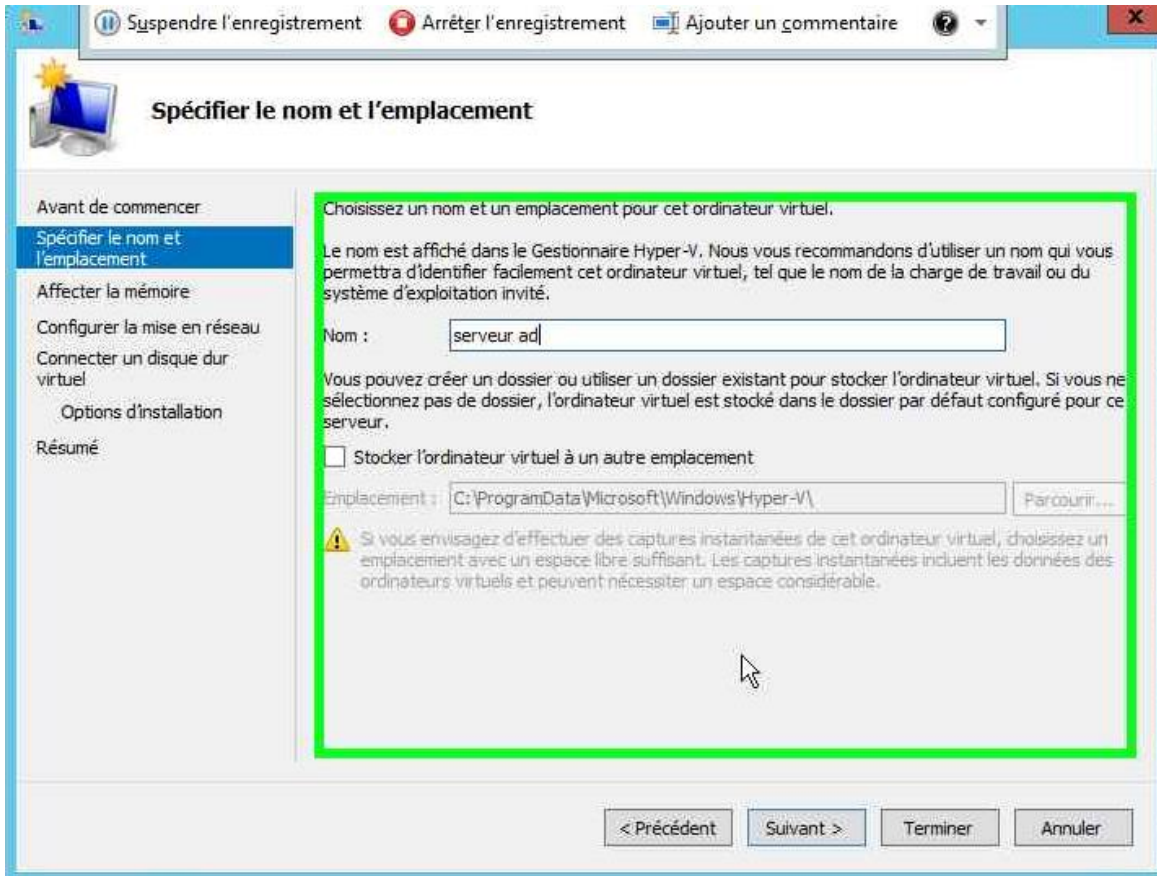 Suspendre l'enregistrement Arrêter l'enregistrement Ajouter un commentaire
Spécifier le nom et l'emplacement
Avant de commencer
Spécifier le nom et
l'emplacement
Affecter la mémoire
Configurer la mise en réseau
Connecter un disque dur
virtuel
Options d'installation
Résumé
Choisissez un nom et un emplacement pour cet ordinateur virtuel.
Le nom est affiché dans le Gestionnaire Hyper-V. Nous vous recommandons d'utiliser un nom qui vous
permettra d'identifier facilement cet ordinateur virtuel, tel que le nom de la charge de travail ou du
système d'exploitation invité.
Nom : serveur ad
Vous pouvez créer un dossier ou utiliser un dossier existant pour stocker l'ordinateur virtuel. Si vous ne
sélectionnez pas de dossier, l'ordinateur virtuel est stocké dans le dossier par défaut configuré pour ce
serveur.
Stocker l'ordinateur virtuel à un autre emplacement
Emplacement : C:\ProgramData\Microsoft\Windows\Hyper-V\ Parcourir...
Si vous envisagez d'effectuer des captures instantanées de cet ordinateur virtuel, choisissez un
emplacement avec un espace libre suffisant. Les captures instantanées incluent les données des
ordinateurs virtuels et peuvent nécessiter un espace considérable.
< Précédent Suivant > Terminer Annuler